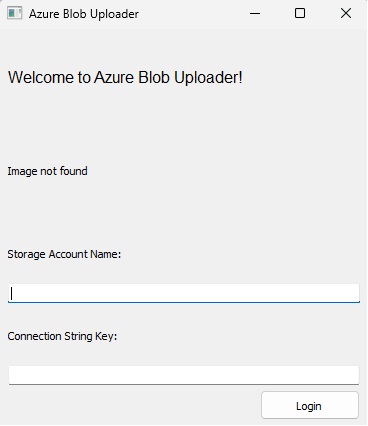 Azure Blob Uploader
Welcome to Azure Blob Uploader!
Image not found
Storage Account Name:
Connection String Key:
Login